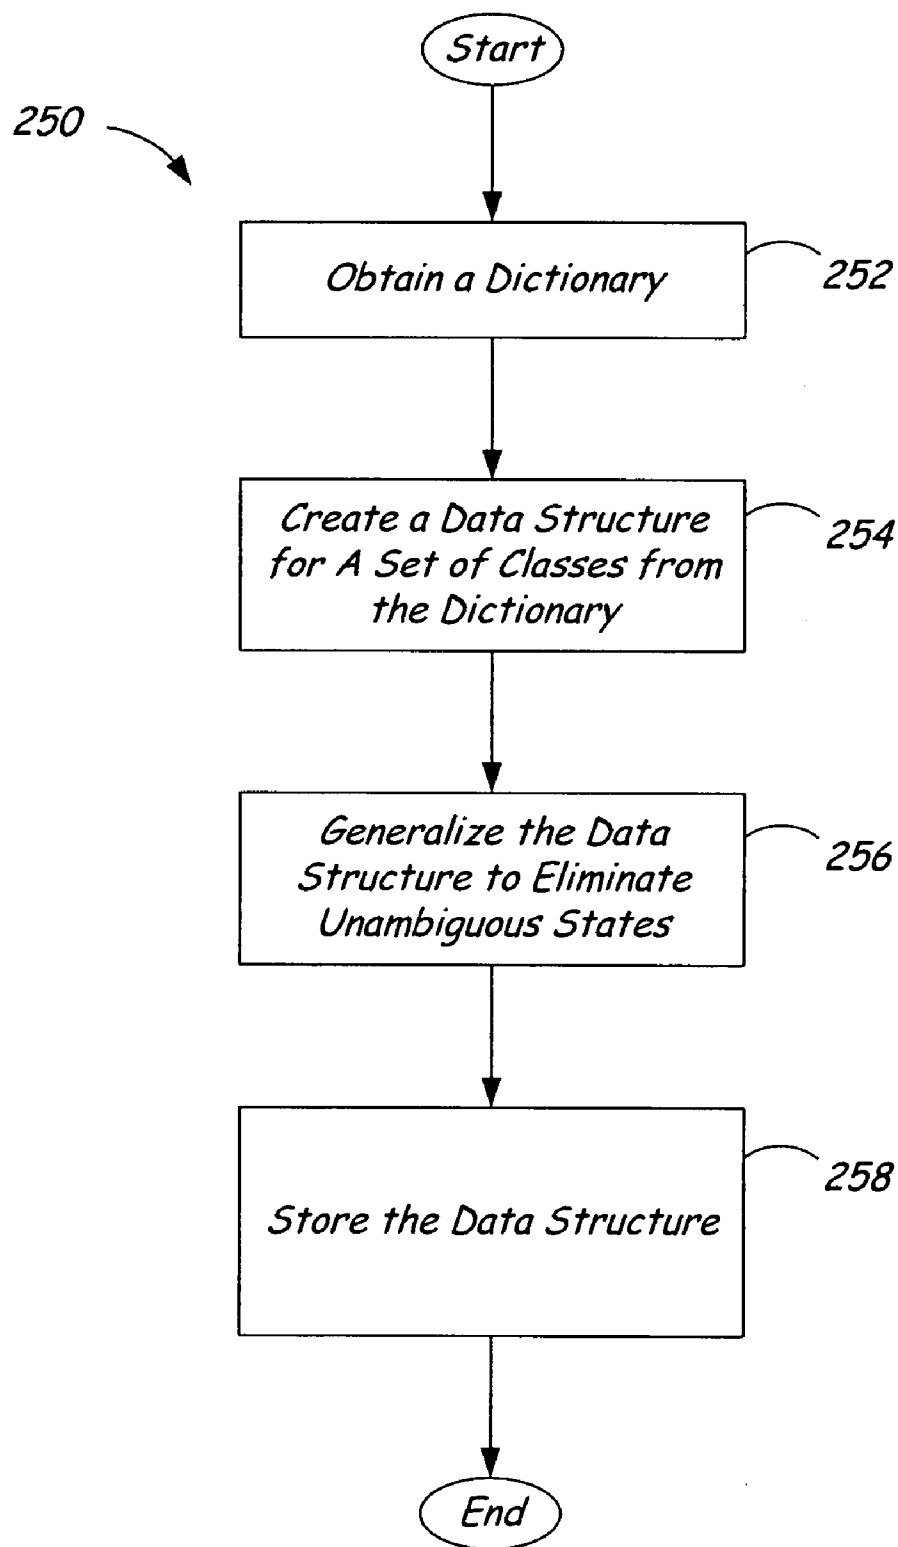 Start
250
Obtain a Dictionary
252
Create a Data Structure
for A Set of Classes from
the Dictionary
254
Generalize the Data
Structure to Eliminate
Unambiguous States
256
Store the Data Structure
258
End